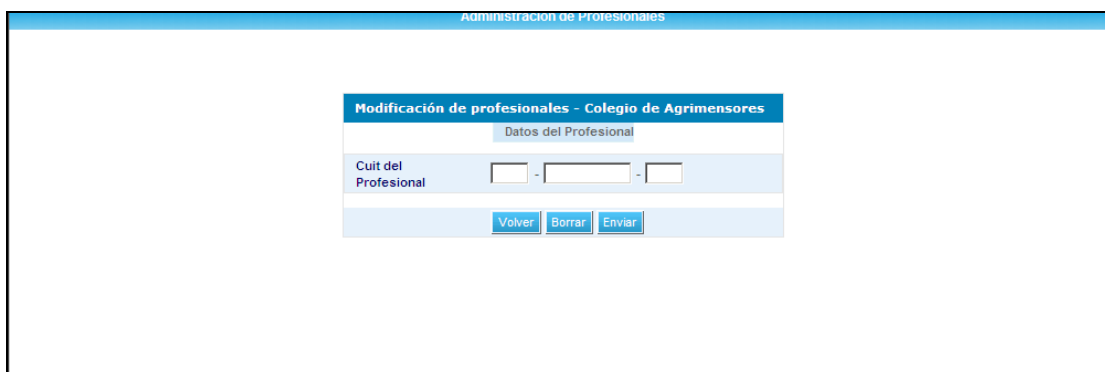 Administración de Profesionales
Modificación de profesionales - Colegio de Agrimensores
Datos del Profesional
Cuit del
Profesional
- -
Volver Borrar Enviar